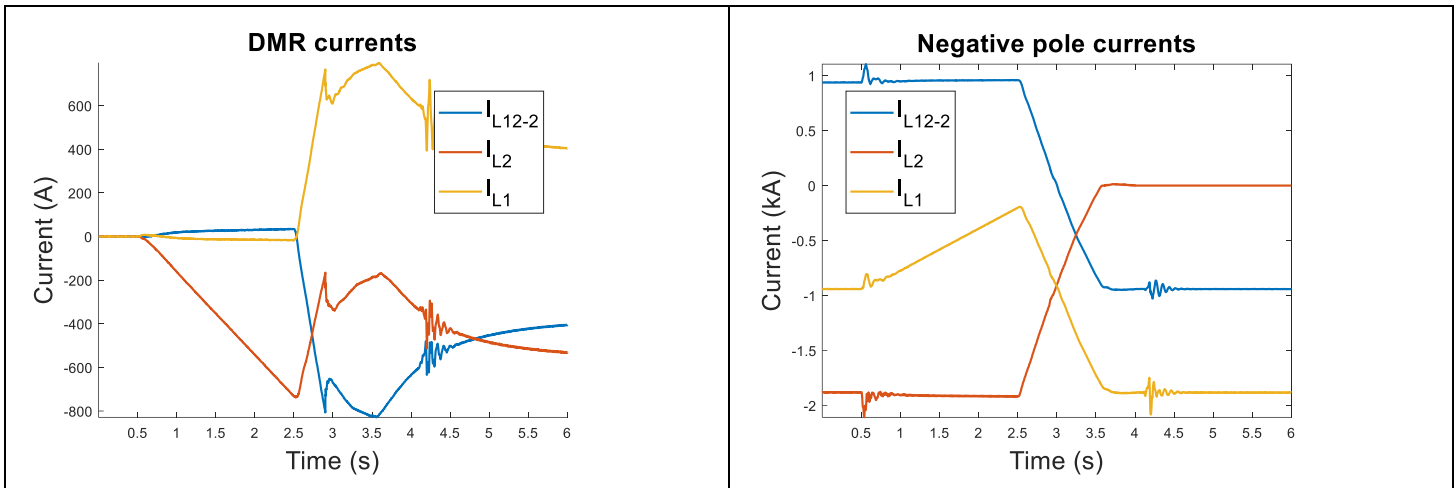 DMR currents
600
400
200
0
-200
-400
-600
-800
Current (A)
I L12-2
I L2
I L1
0.5 1 1.5 2 2.5 3 3.5 4 4.5 5 5.5 6
Time (s)
Negative pole currents
1
0.5
0
-0.5
-1
-1.5
-2
Current (kA)
I L12-2
I L2
I L1
0.5 1 1.5 2 2.5 3 3.5 4 4.5 5 5.5 6
Time (s)